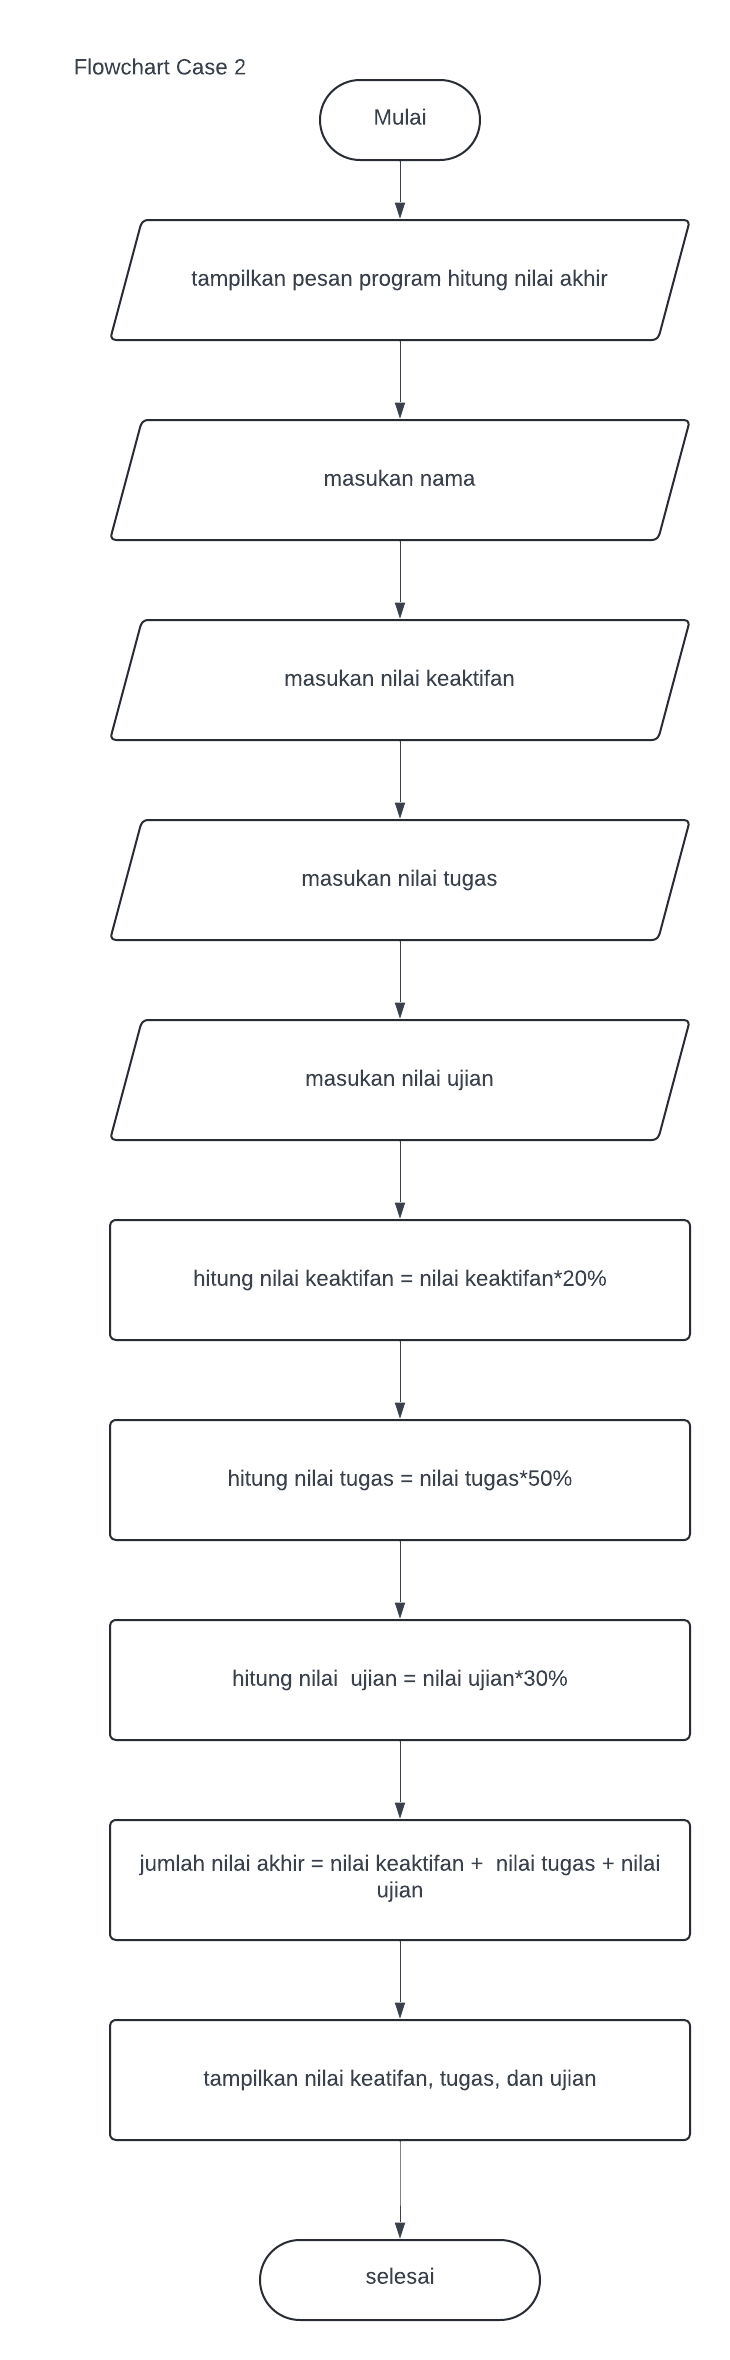 Flowchart Case 2
Mulai
tampilkan pesan program hitung nilai akhir
masukan nama
masukan nilai keaktifan
masukan nilai tugas
masukan nilai ujian
hitung nilai keaktifan = nilai keaktifan*20%
hitung nilai tugas = nilai tugas*50%
hitung nilai  ujian = nilai ujian*30%
jumlah nilai akhir = nilai keaktifan +  nilai tugas + nilai
ujian
tampilkan nilai keatifan, tugas, dan ujian
selesai